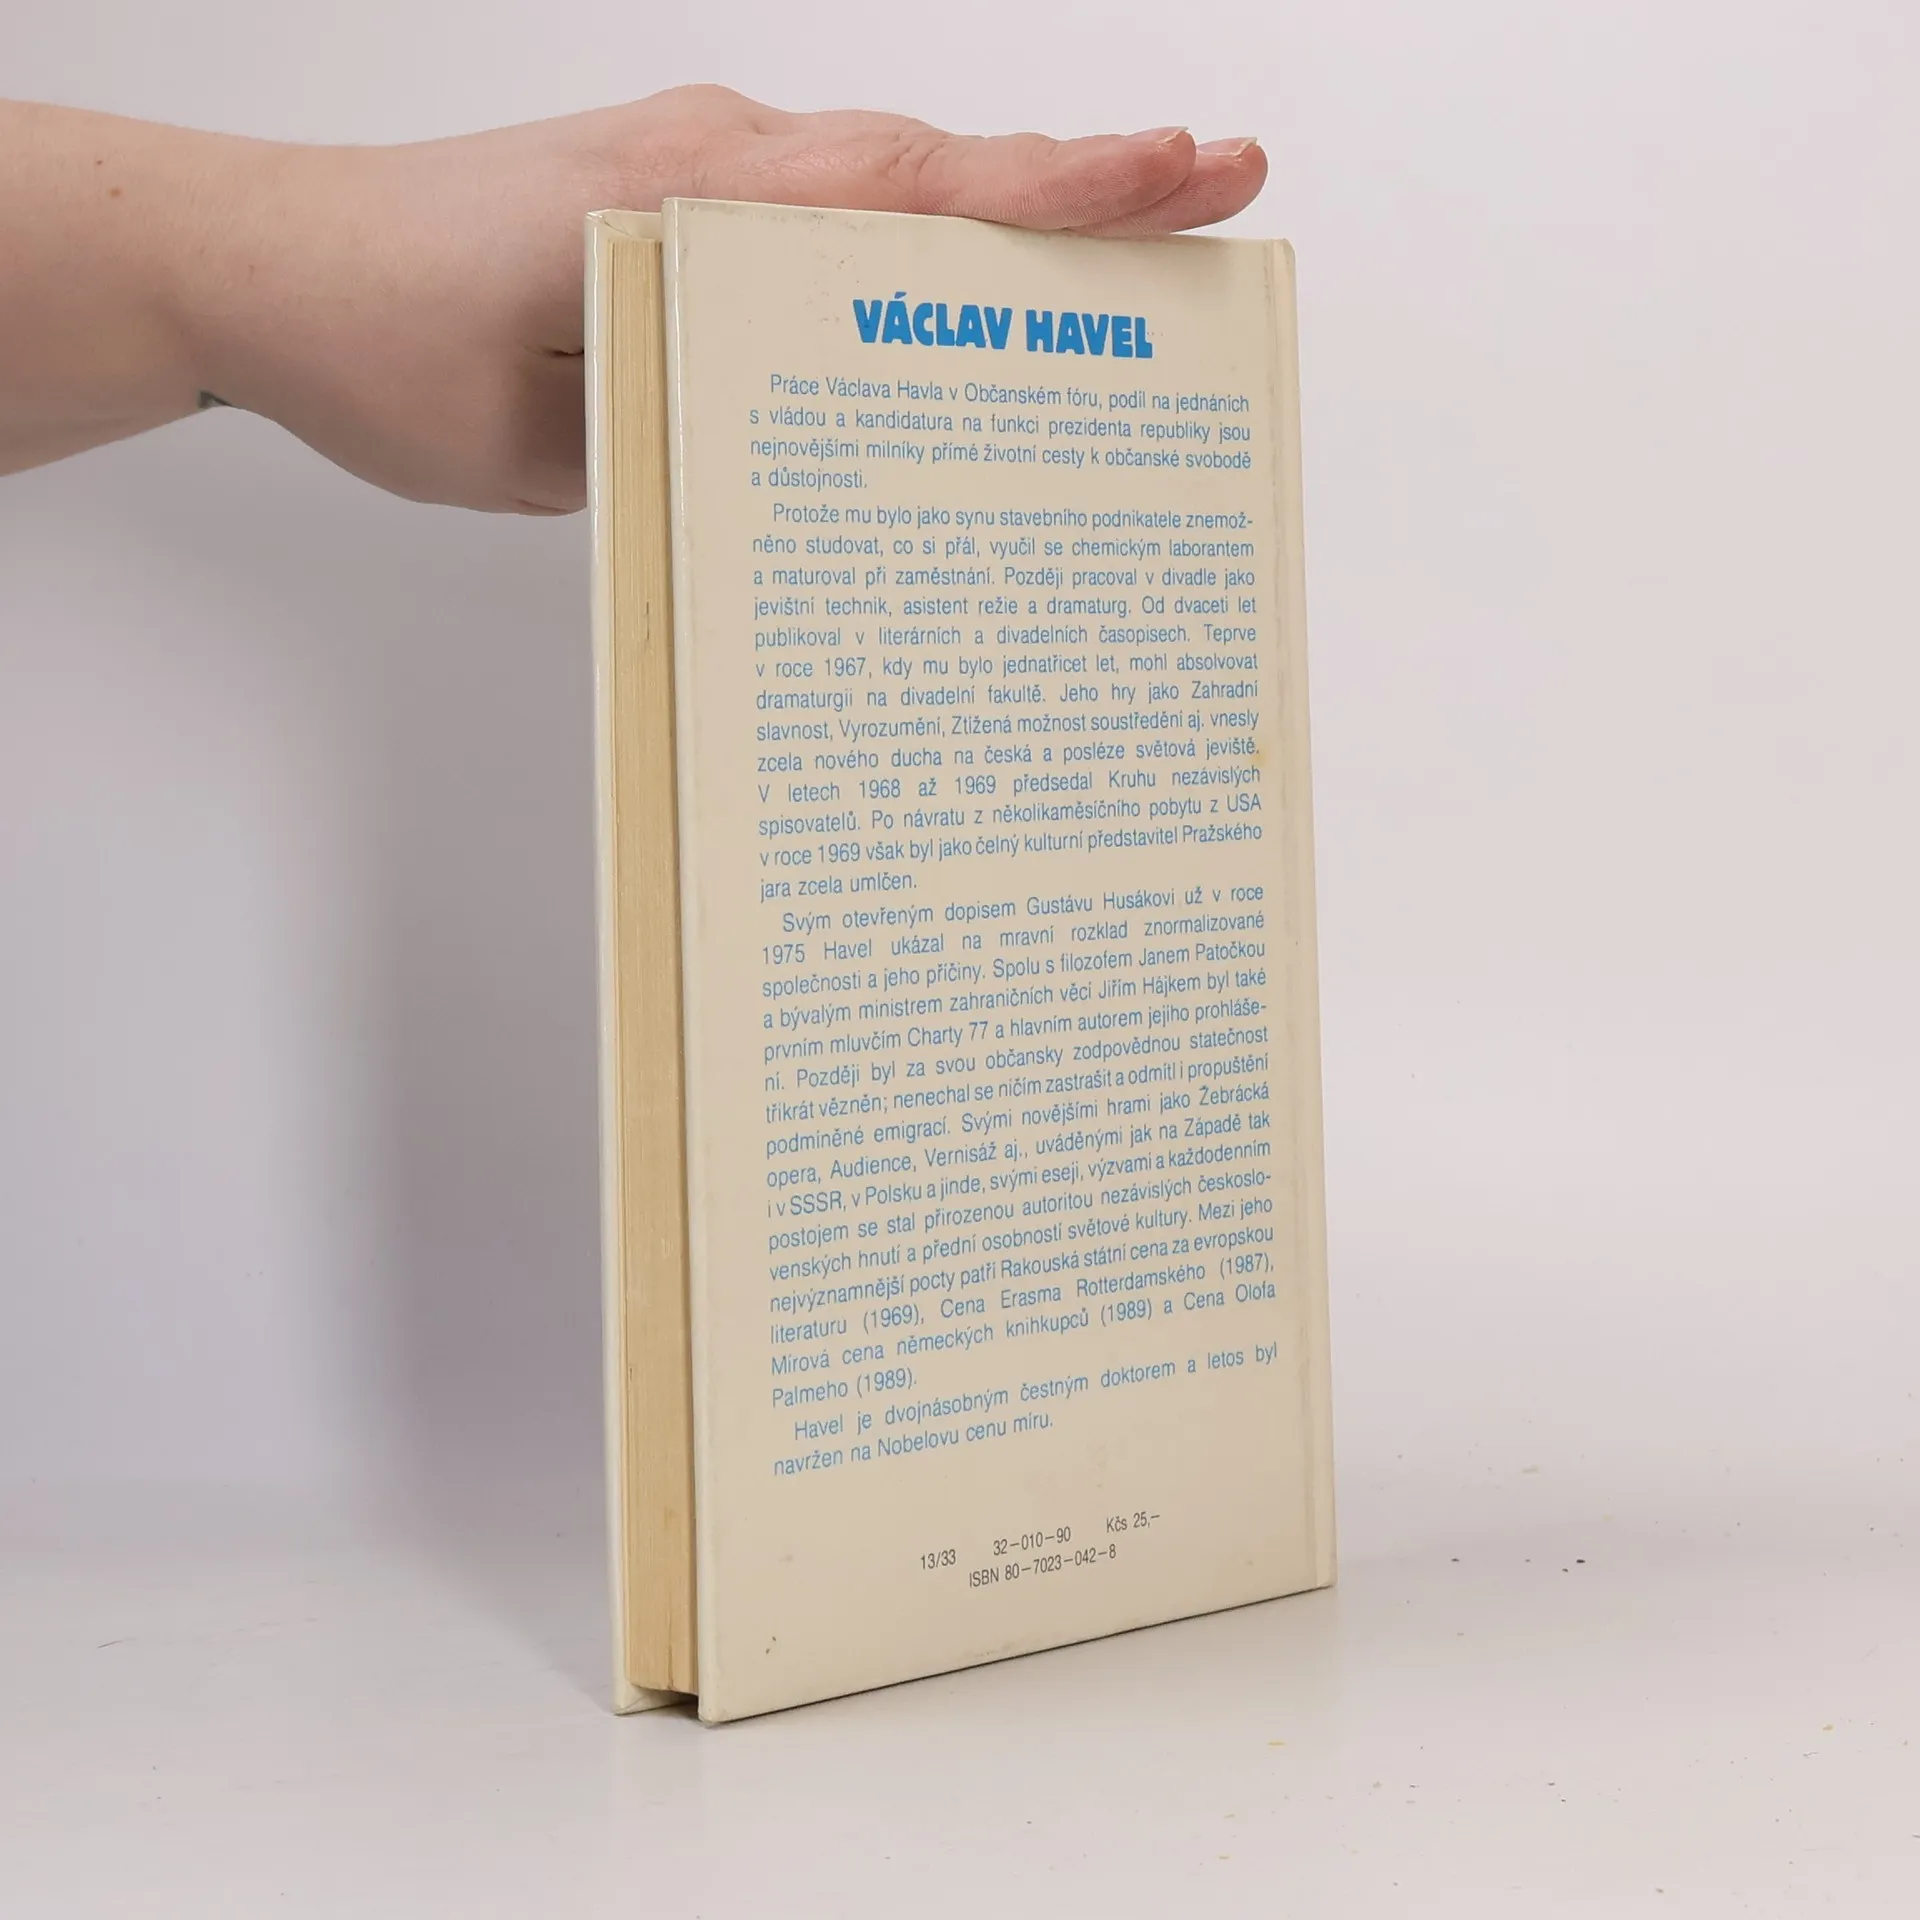 VÁCLAV HAVEL
Práce Václava Havla v Občanském fóru, podíl na jednáních
s vládou a kandidatura na funkci prezidenta republiky jsou
nejnovějšími milníky přímé životní cesty k občanské svobodě
a důstojnosti.
Protože mu bylo jako synu stavebního podnikatele znemož-
něno studovat, co si přál, vyučil se chemickým laborantem
a maturoval při zaměstnání. Později pracoval v divadle jako
jevištní technik, asistent režie a dramaturg. Od dvaceti let
publikoval v literárních a divadelních časopisech. Teprve
v roce 1967, kdy mu bylo jednatřicet let, mohl absolvovat
dramaturgii na divadelní fakultě. Jeho hry jako Zahradní
slavnost, Vyrozumění, Ztížená možnost soustředění aj. vnesly
zcela nového ducha na česká a posléze světová jeviště.
V letech 1968 až 1969 předsedal Kruhu nezávislých
spisovatelů. Po návratu z několikaměsíčního pobytu z USA
v roce 1969 však byl jako čelný kulturní představitel Pražského
jara zcela umlčen.
Svým otevřeným dopisem Gustávu Husákovi už v roce
1975 Havel ukázal na mravní rozklad znormalizované
společnosti a jeho příčiny. Spolu s filozofem Janem Patočkou
a bývalým ministrem zahraničních věcí Jiřím Hájkem byl také
prvním mluvčím Charty 77 a hlavním autorem jejího prohláše-
ní. Později byl za svou občansky zodpovědnou statečnost
třikrát vězněn; nenechal se ničím zastrašit a odmítl i propuštění
podmíněné emigrací. Svými novějšími hrami jako Žebrácká
opera, Audience, Vernisáž aj., uváděnými jak na Západě tak
i v SSSR, v Polsku a jinde, svými eseji, výzvami a každodenním
postojem se stal přirozenou autoritou nezávislých českoslo-
venských hnutí a přední osobností světové kultury. Mezi jeho
nejvýznamnější pocty patří Rakouská státní cena za evropskou
literaturu (1969), Cena Erasma Rotterdamského (1987),
Mírová cena německých knihkupců (1989) a Cena Olofa
Palmeho (1989).
Havel je dvojnásobným čestným doktorem a letos byl
navržen na Nobelovu cenu míru.
13/33 32-010-90 Kčs 25,-
ISBN 80-7023-042-8